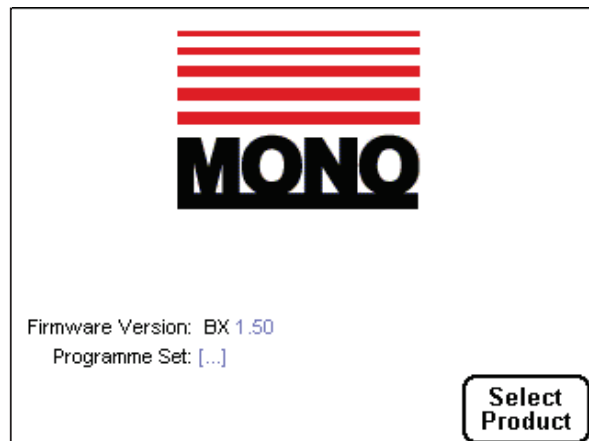 MONO
Firmware Version: BX 1.50
Programme Set: [...]
Select
Product